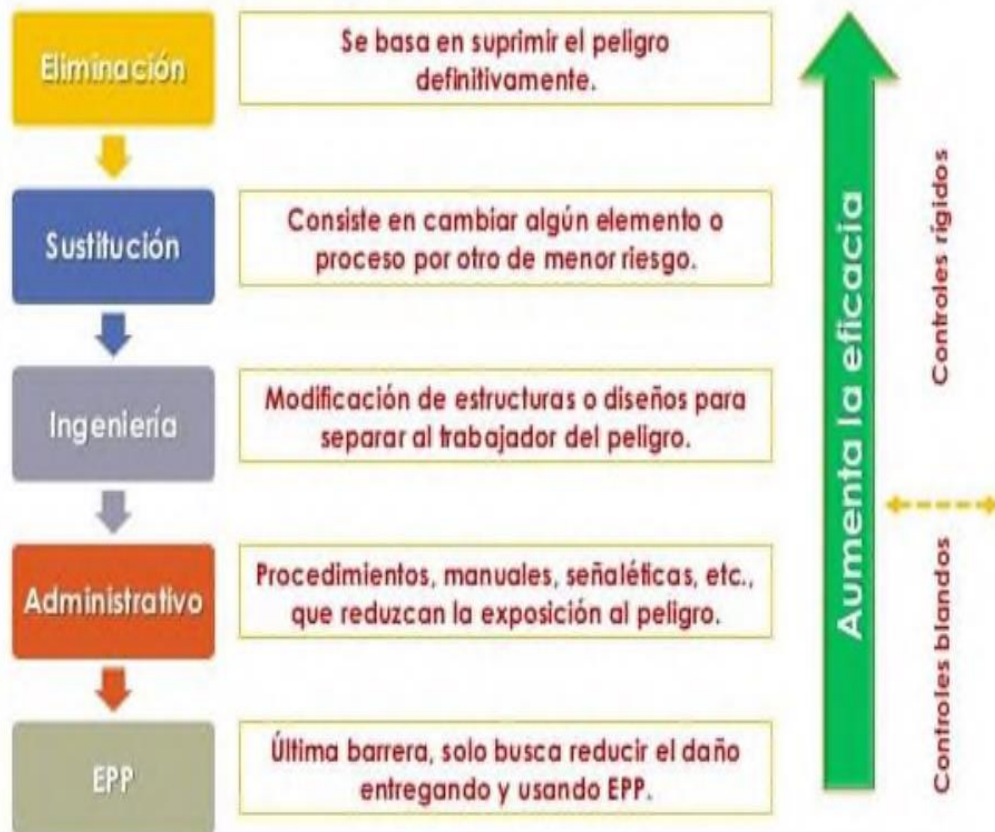 Eliminación
Se basa en suprimir el peligro
definitivamente.
Sustitución
Consiste en cambiar algún elemento o
proceso por otro de menor riesgo.
Ingeniería
Modificación de estructuras o diseños para
separar al trabajador del peligro.
Administrativo
Procedimientos, manuales, señaléticas, etc.,
que reduzcan la exposición al peligro.
EPP
Última barrera, solo busca reducir el daño
entregando y usando EPP.
Aumenta la eficacia
Controles rígidos
Controles blandos